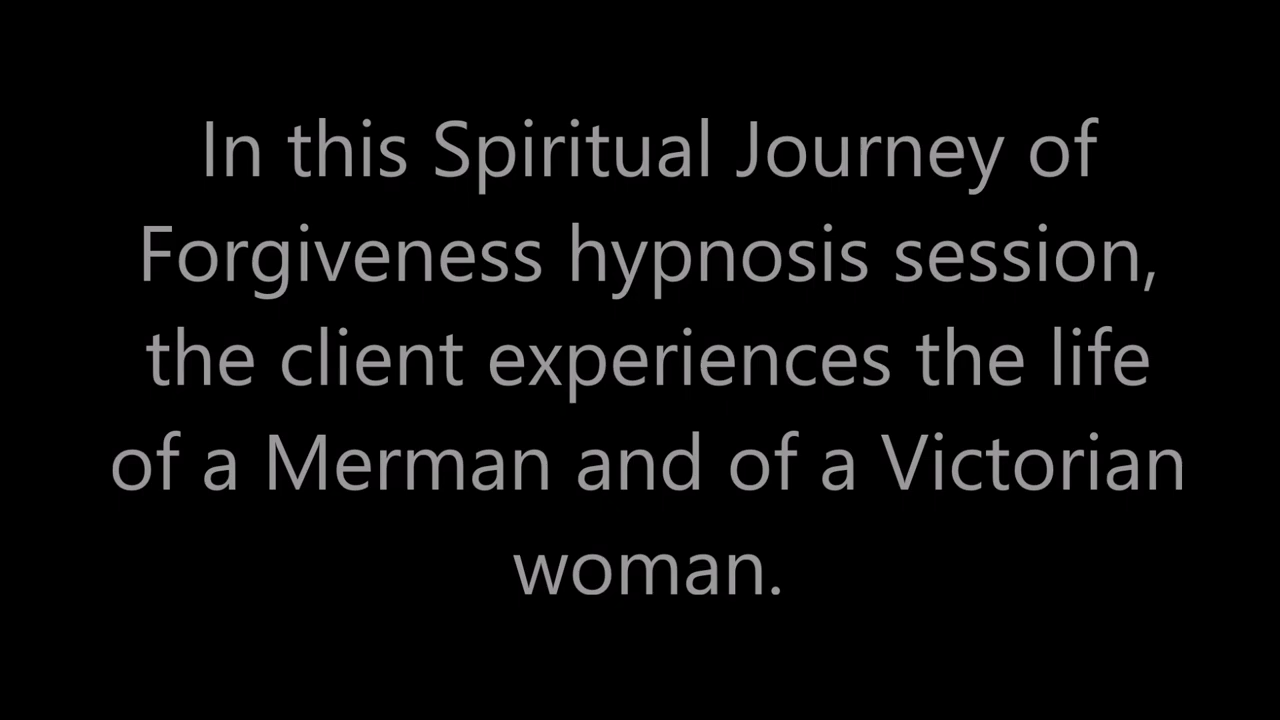 In this Spiritual Journey of
Forgiveness hypnosis session,
the client experiences the life
of a Merman and of a Victorian
woman.